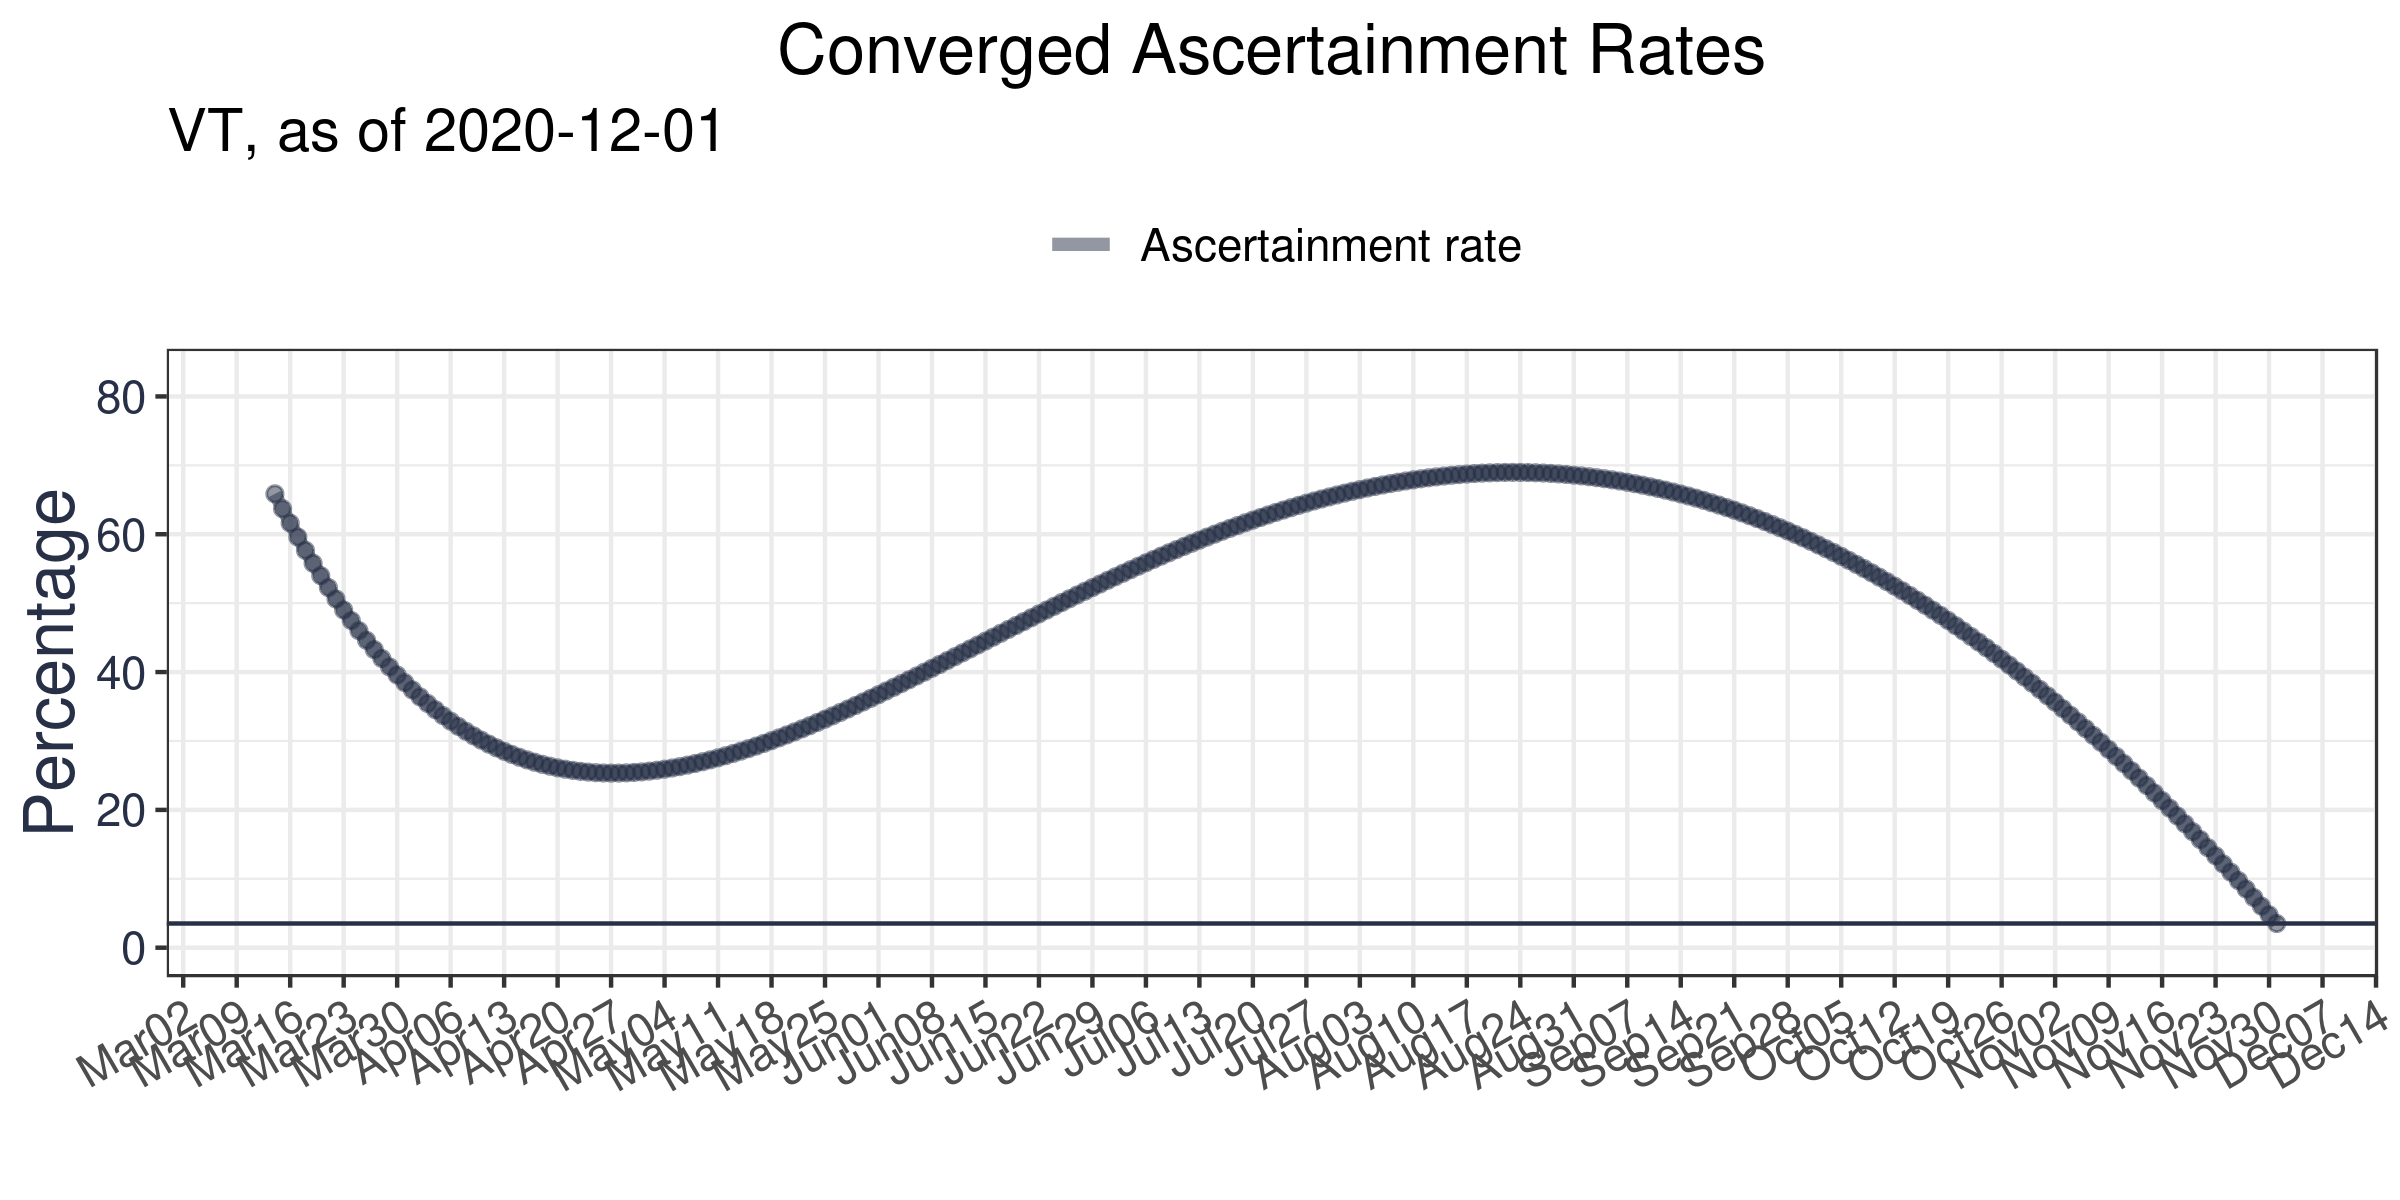 Converged Ascertainment Rates
VT, as of 2020-12-01
Ascertainment rate
Percentage
80
60
40
20
0
Mar02
Mar09
Mar16
Mar23
Mar30
Apr06
Apr13
Apr20
Apr27
May04
May11
May18
May25
Jun01
Jun08
Jun15
Jun22
Jun29
Jul06
Jul13
Jul20
Jul27
Aug03
Aug10
Aug17
Aug24
Aug31
Sep07
Sep14
Sep21
Sep28
Oct05
Oct12
Oct19
Oct26
Nov02
Nov09
Nov16
Nov23
Nov30
Dec07
Dec14